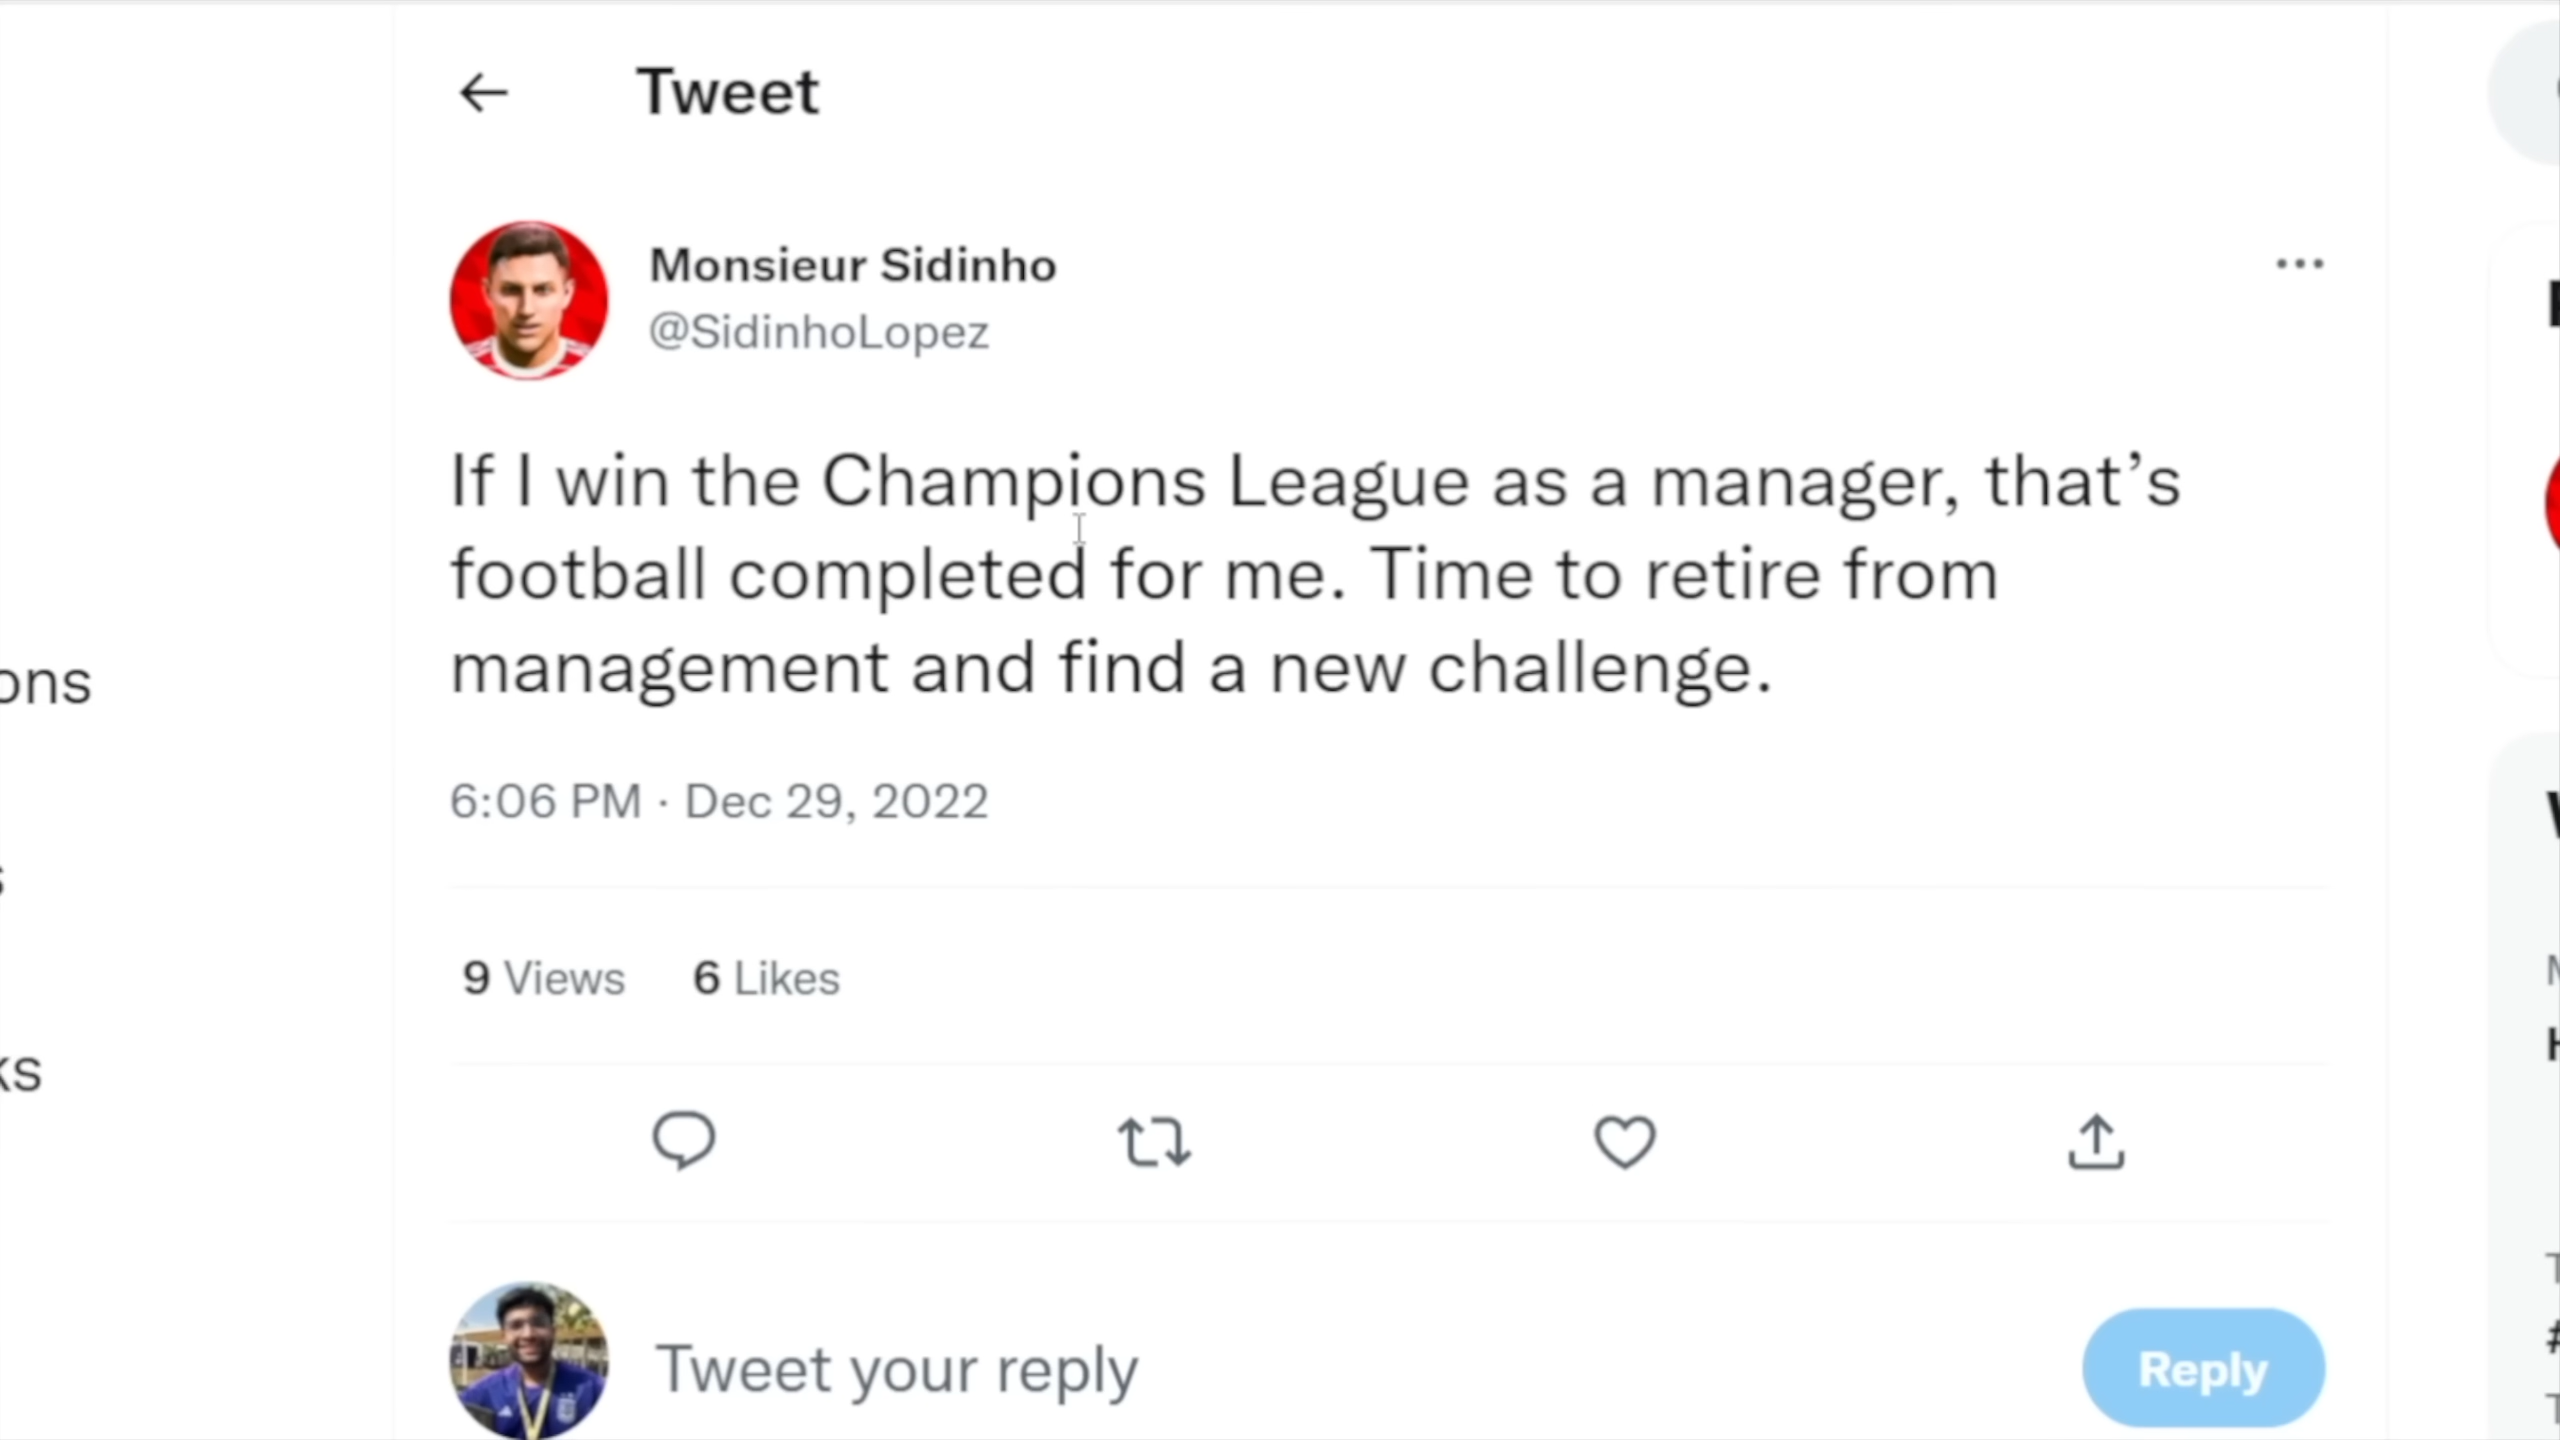 Tweet
Monsieur Sidinho
@SidinhoLopez
If I win the Champions League as a manager, that’s
football completed for me. Time to retire from
management and find a new challenge.
6:06 PM · Dec 29, 2022
9 Views 6 Likes
Tweet your reply
Reply
ons
s
ks